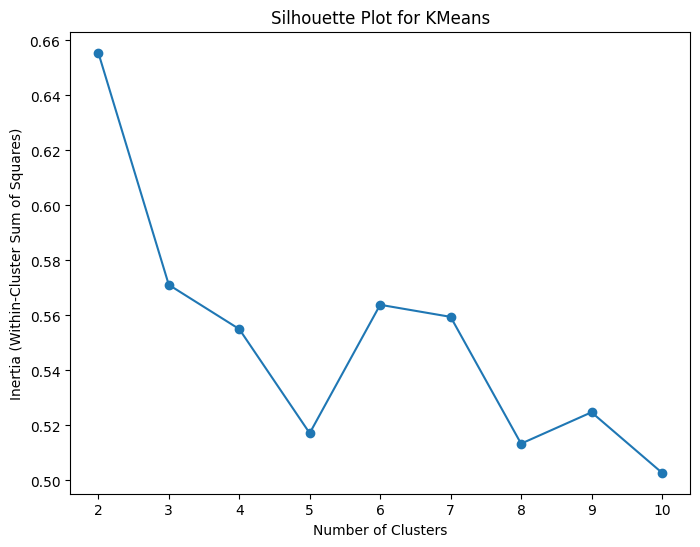 Silhouette Plot for KMeans
Inertia (Within-Cluster Sum of Squares)
0.66
0.64
0.62
0.60
0.58
0.56
0.54
0.52
0.50
2 3 4 5 6 7 8 9 10
Number of Clusters